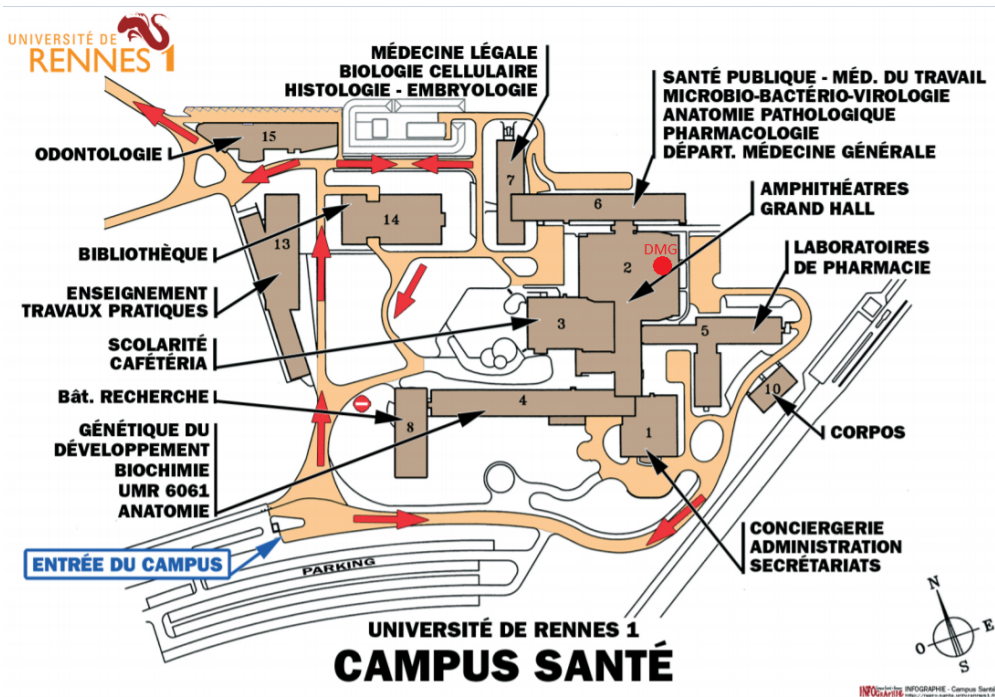 UNIVERSITÉ DE
RENNES 1
MÉDECINE LÉGALE
BIOLOGIE CELLULAIRE
HISTOLOGIE - EMBRYOLOGIE
SANTÉ PUBLIQUE - MÉD. DU TRAVAIL
MICROBIO-BACTÉRIO-VIROLOGIE
ANATOMIE PATHOLOGIQUE
PHARMACOLOGIE
DÉPART. MÉDECINE GÉNÉRALE
ODONTOLOGIE
15
7
6
AMPHITHÉATRES
GRAND HALL
14
13
BIBLIOTHÈQUE
DMG
2
LABORATOIRES
DE PHARMACIE
ENSEIGNEMENT
TRAVAUX PRATIQUES
3
5
SCOLARITÉ
CAFÉTÉRIA
10
Bât. RECHERCHE
4
8
1
CORPOS
GÉNÉTIQUE DU
DÉVELOPPEMENT
BIOCHIMIE
UMR 6061
ANATOMIE
CONCIERGERIE
ADMINISTRATION
SECRÉTARIATS
ENTRÉE DU CAMPUS
PARKING
N
E
O
S
UNIVERSITÉ DE RENNES 1
CAMPUS SANTÉ
INFOGRAPHIE - Campus Santé